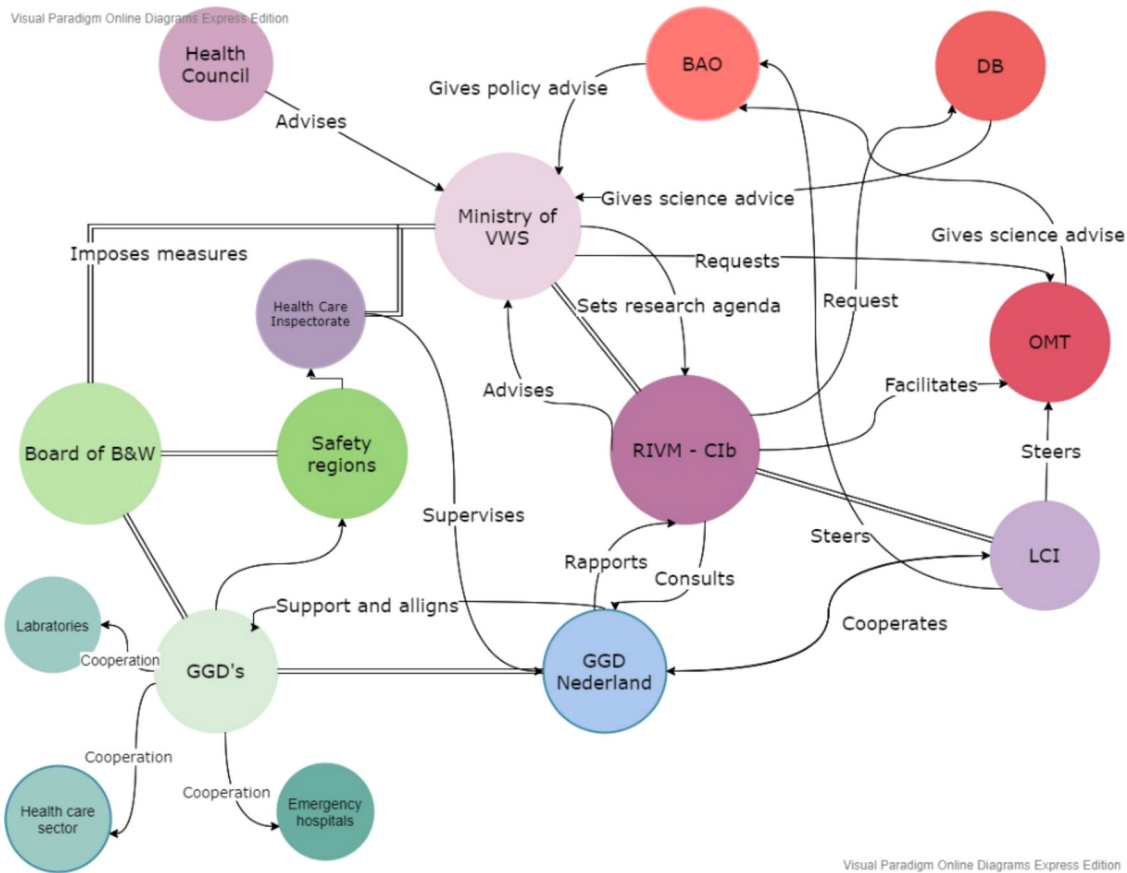 Visual Paradigm Online Diagrams Express Edition
Health
Council
BAO
DB
Gives policy advise
Advises
Gives science advice
Ministry of
VWS
Gives science advise
Imposes measures
Requests
Health Care
Inspectorate
Sets research agenda
Request
OMT
Advises
Facilitates
Board of B&W
Safety
regions
RIVM - CIb
Steers
Supervises
Steers
LCI
Rapports
Consults
Support and alligns
Cooperates
Labratories
Cooperation
GGD's
GGD
Nederland
Cooperation
Cooperation
Health care
sector
Emergency
hospitals
Visual Paradigm Online Diagrams Express Edition